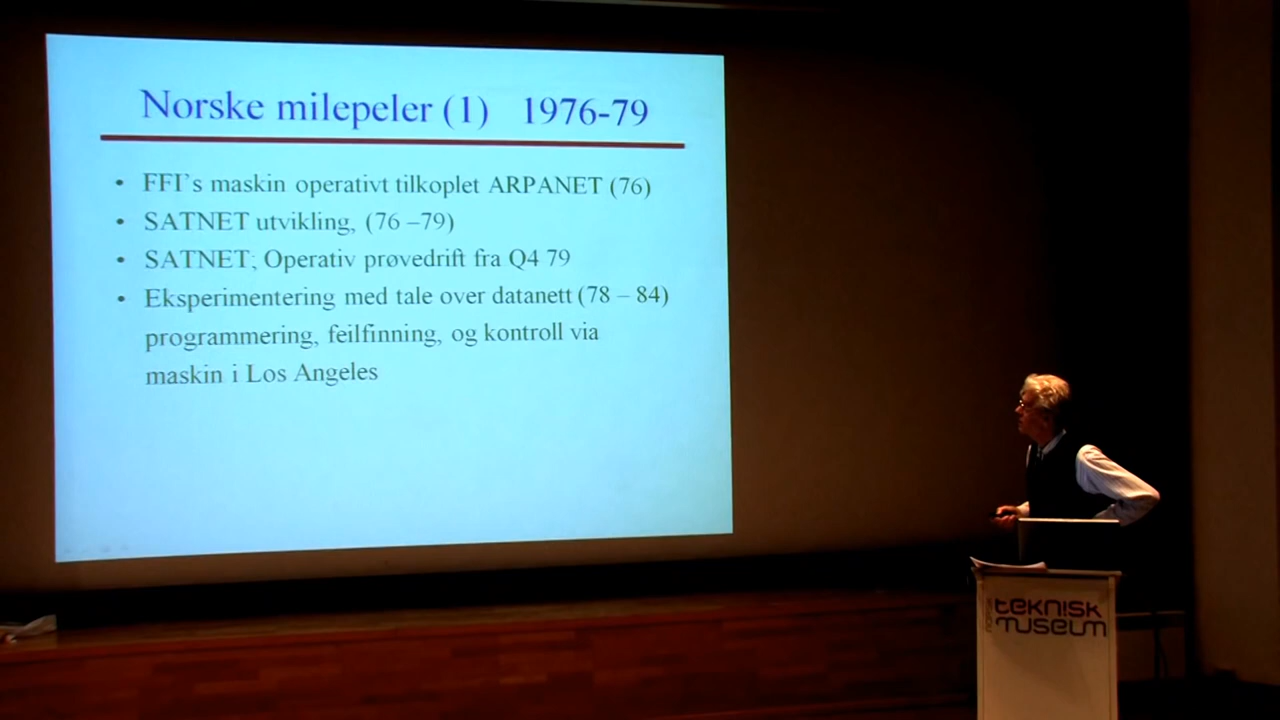 Norske milepeler (1) 1976-79
• FFI's maskin operativt tilkoplet ARPANET (76)
• SATNET utvikling, (76 –79)
• SATNET; Operativ prøvedrift fra Q4 79
• Eksperimentering med tale over datanett (78 – 84)
programmering, feilfinning, og kontroll via
maskin i Los Angeles
norsk
teknisk
museum